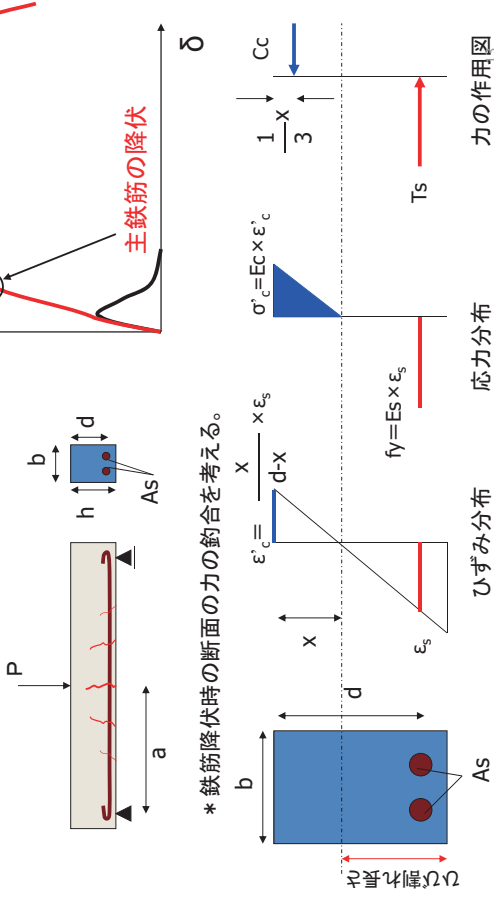 P
a
b
h
d
As
主鉄筋の降伏
δ
*鉄筋降伏時の断面の力の釣合を考える。
b
d
As
ひび割れ長さ
x
ε'c= x/d-x ×εs
εs
ひずみ分布
σ'c=Ec×ε'c
fy=Es×εs
応力分布
1/3 x
Cc
Ts
力の作用図